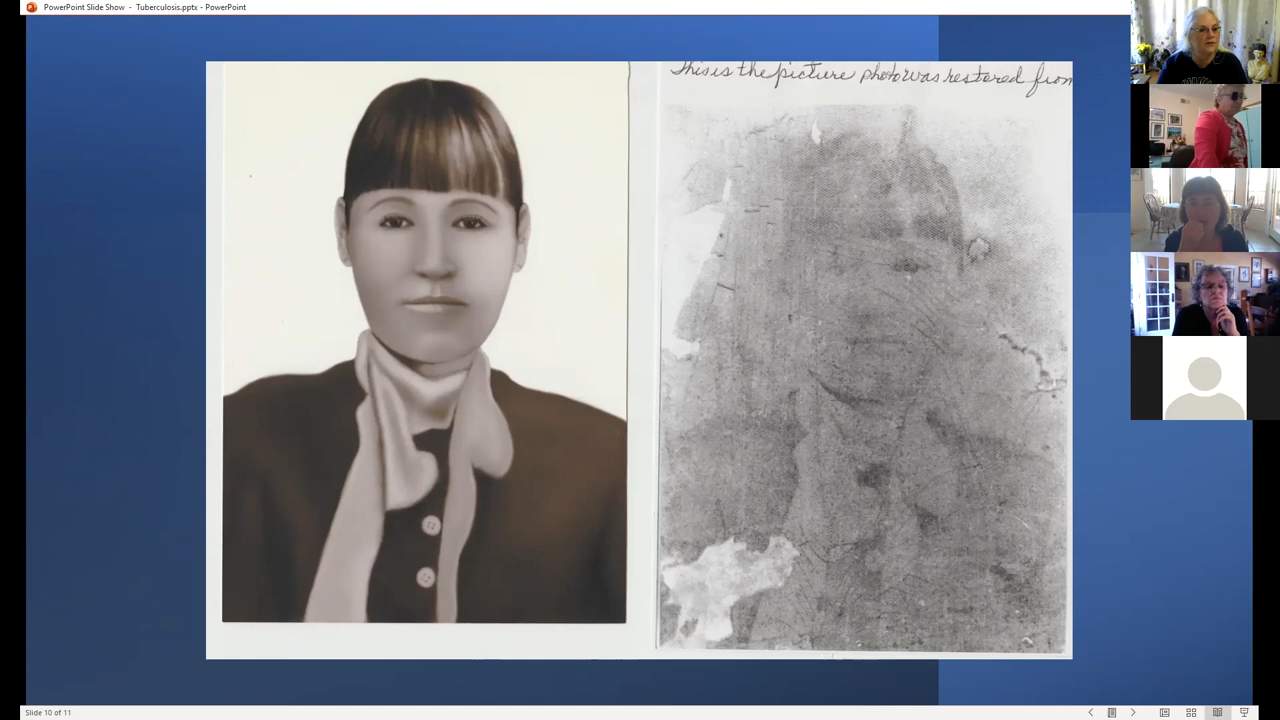 PowerPoint Slide Show - Tuberculosis.pptx - PowerPoint
This is the picture photo was restored from
Slide 10 of 11